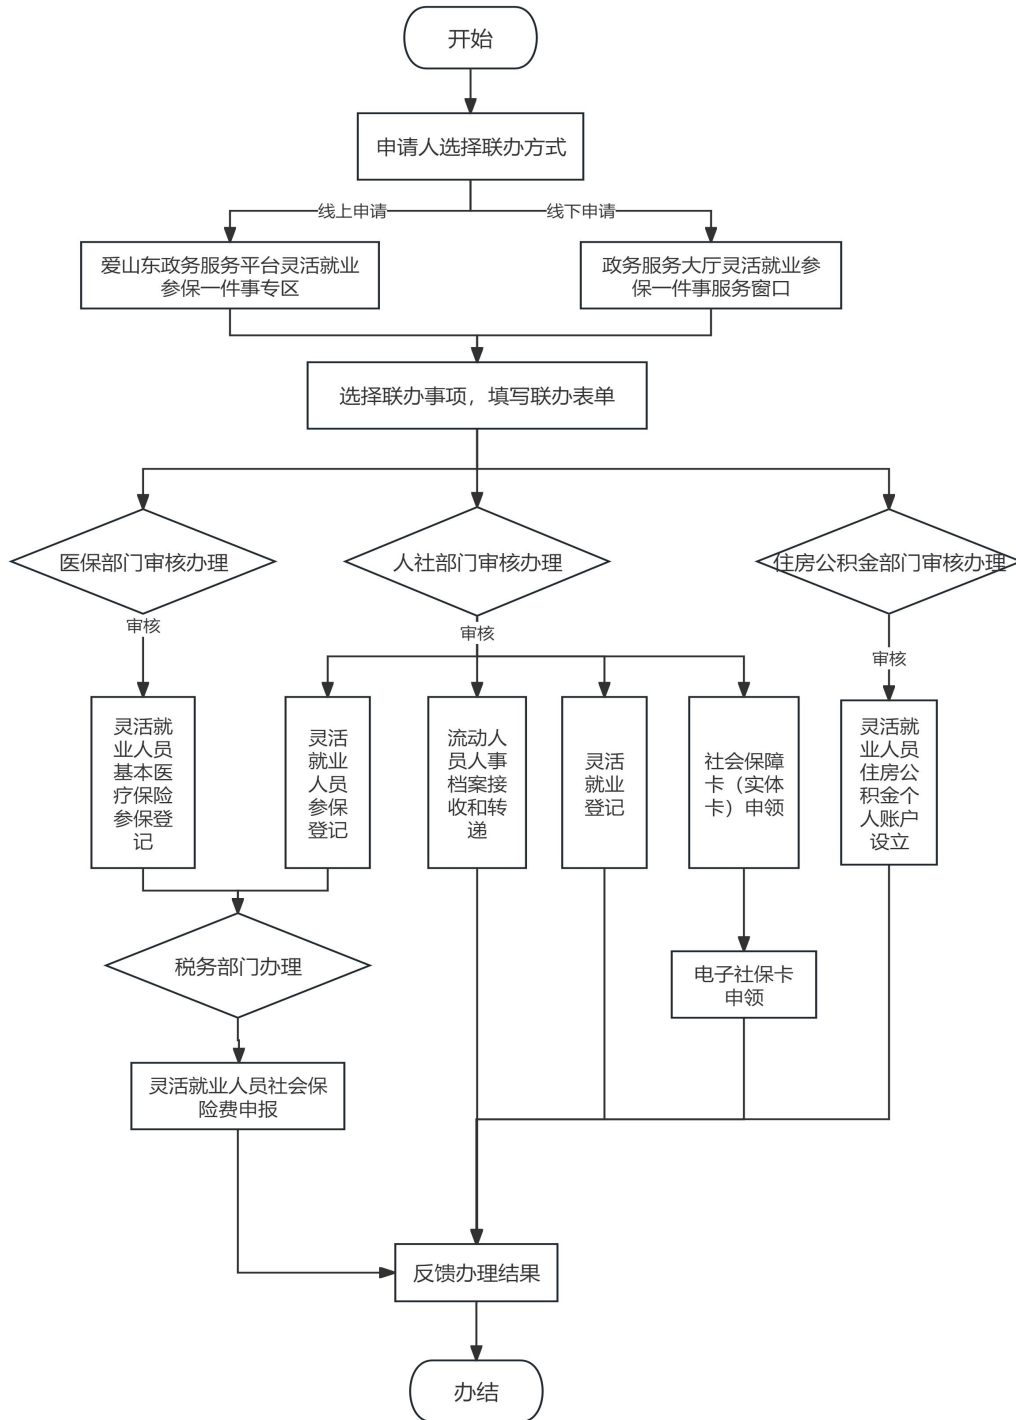 开始
申请人选择联办方式
线上申请
线下申请
爱山东政务服务平台灵活就业
参保一件事专区
政务服务大厅灵活就业参
保一件事服务窗口
选择联办事项，填写联办表单
医保部门审核办理
人社部门审核办理
住房公积金部门审核办理
审核
审核
审核
灵活就
业人员
基本医
疗保险
参保登
记
灵活
就业
人员
参保
登记
流动人
员人事
档案接
收和转
递
灵活
就业
登记
社会保障
卡（实体
卡）申领
灵活就
业人员
住房公
积金个
人账户
设立
税务部门办理
电子社保卡
申领
灵活就业人员社会保
险费申报
反馈办理结果
办结